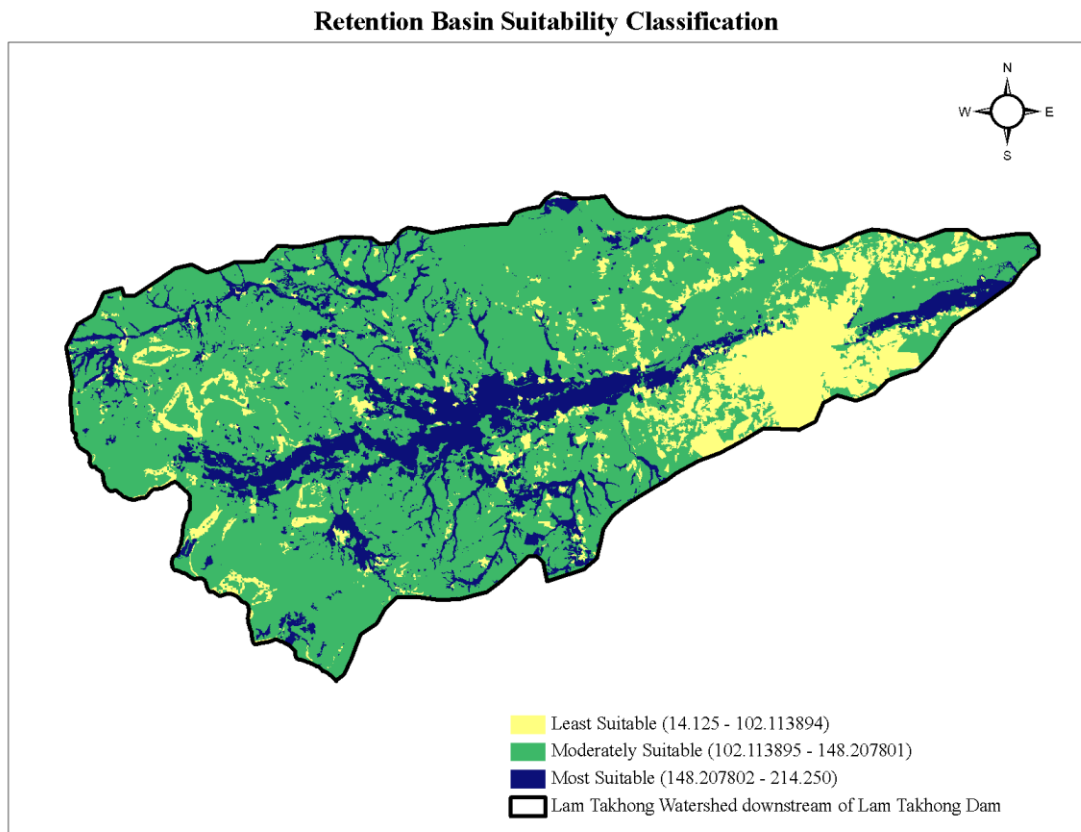 Retention Basin Suitability Classification
N
W
E
S
Least Suitable (14.125 - 102.113894)
Moderately Suitable (102.113895 - 148.207801)
Most Suitable (148.207802 - 214.250)
Lam Takhong Watershed downstream of Lam Takhong Dam